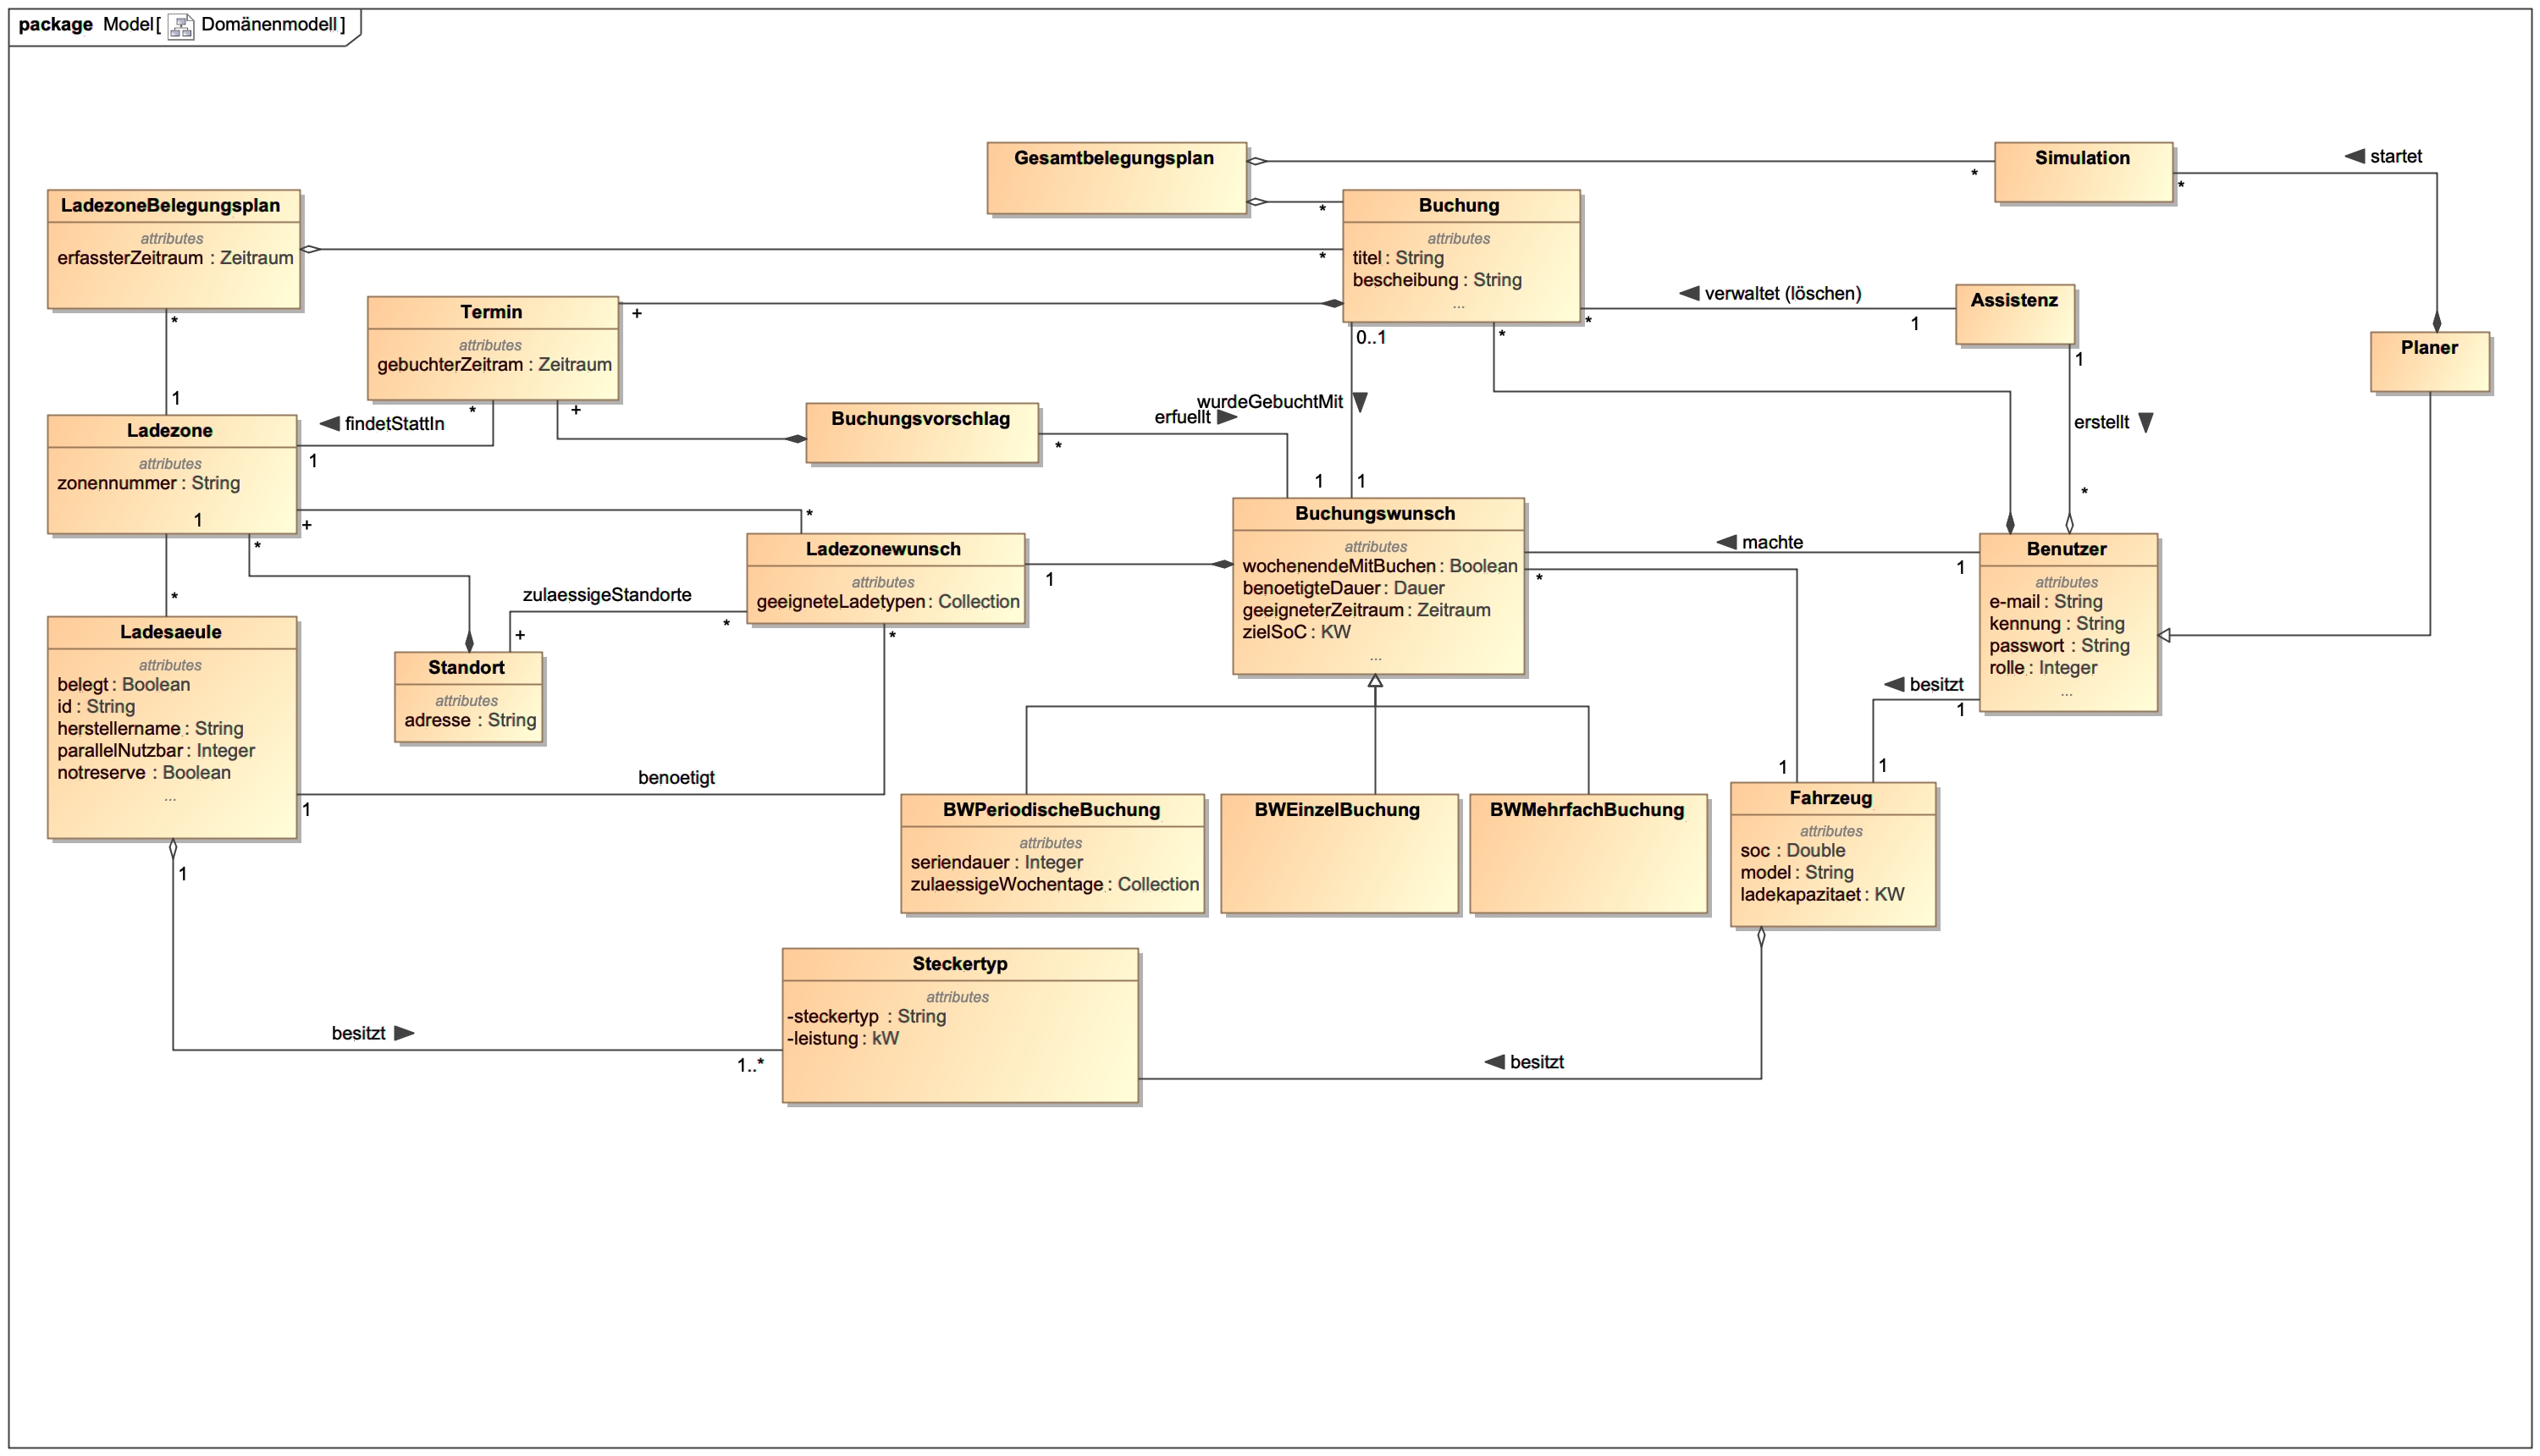 package Model[ Domänenmodell ]
Gesamtbelegungsplan
*
*
Simulation
*
startet
LadezoneBelegungsplan
attributes
erfassterZeitraum : Zeitraum
*
*
Buchung
attributes
titel : String
bescheibung : String
...
0..1
*
*
verwaltet (löschen)
1
Assistenz
1
Planer
Termin
attributes
gebuchterZeitram : Zeitraum
+
*
+
1
findetStattIn
1
Buchungsvorschlag
*
erfuellt
wurdeGebuchtMit
1
1
erstellt
*
Ladezone
attributes
zonennummer : String
1
+
*
*
Ladezonewunsch
attributes
geeigneteLadetypen : Collection
1
*
*
zulaessigeStandorte
+
Buchungswunsch
attributes
wochenendeMitBuchen : Boolean
benoetigteDauer : Dauer
geeigneterZeitraum : Zeitraum
zielSoC : KW
...
*
machte
1
Benutzer
attributes
e-mail : String
kennung : String
passwort : String
rolle : Integer
...
besitzt
1
1
1
*
Ladesaeule
attributes
belegt : Boolean
id : String
herstellername : String
parallelNutzbar : Integer
notreserve : Boolean
...
1
1
Standort
attributes
adresse : String
benoetigt
BWPeriodischeBuchung
attributes
seriendauer : Integer
zulaessigeWochentage : Collection
BWEinzelBuchung
BWMehrfachBuchung
Fahrzeug
attributes
soc : Double
model : String
ladekapazitaet : KW
Steckertyp
attributes
-steckertyp : String
-leistung : kW
besitzt
1..*
besitzt